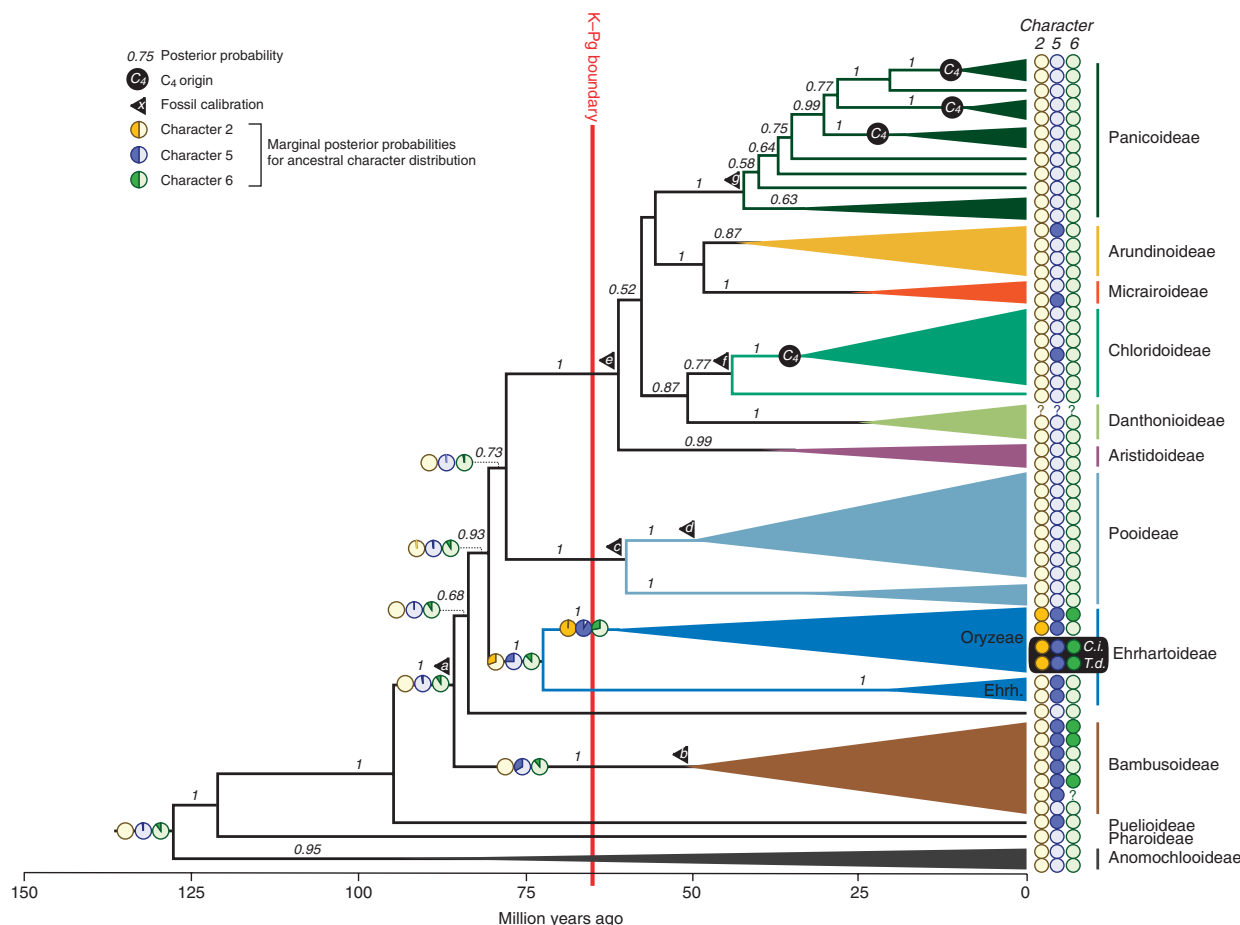 Character
2 5 6
K–Pg boundary
0.75 Posterior probability
C4 C4 origin
x Fossil calibration
Character 2
Character 5
Character 6
Marginal posterior probabilities
for ancestral character distribution
1
C4
1
0.77
1
C4
0.99
1
C4
0.75
0.64
0.58
g
1
0.63
Panicoideae
0.87
Arundinoideae
1
1
Micrairoideae
0.52
e
1
1
C4
f
0.77
0.87
Chloridoideae
? ? ?
1
Danthonioideae
0.99
Aristidoideae
0.73
1
d
c
1
1
Pooideae
0.93
0.68
1
Oryzeae
C.i.
T.d.
Ehrhartoideae
1
a
1
1
Ehrh.
b
1
Bambusoideae
?
1
1
Puelioideae
Pharoideae
0.95
Anomochlooideae
150 125 100 75 50 25 0
Million years ago